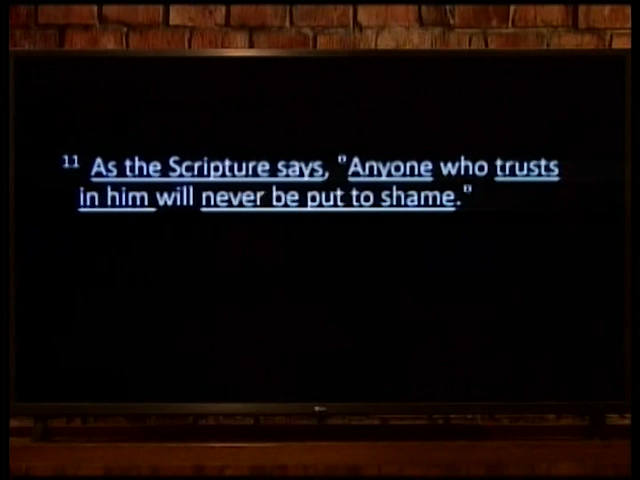 11 As the Scripture says, "Anyone who trusts
in him will never be put to shame."